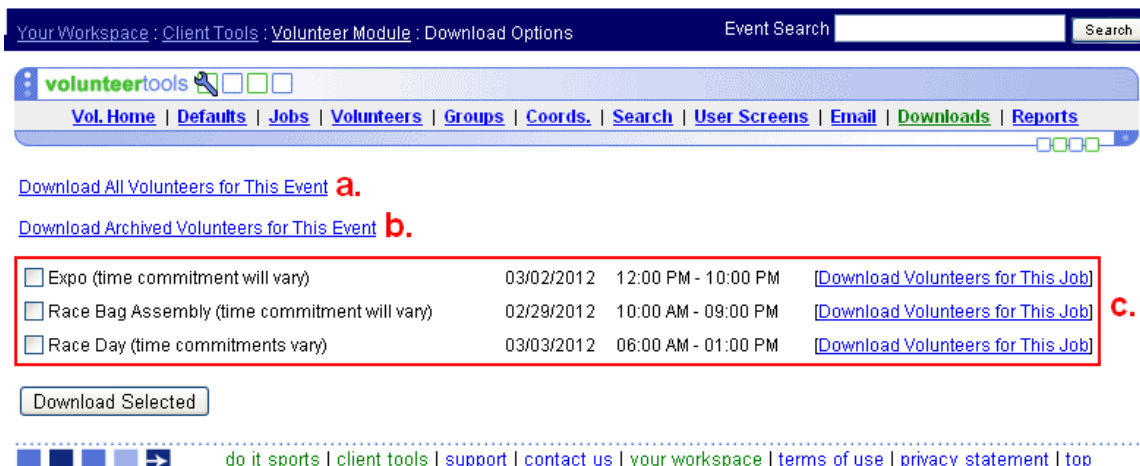 Your Workspace : Client Tools : Volunteer Module : Download Options Event Search Search
volunteertools
Vol. Home | Defaults | Jobs | Volunteers | Groups | Coords. | Search | User Screens | Email | Downloads | Reports
Download All Volunteers for This Event a.
Download Archived Volunteers for This Event b.
Expo (time commitment will vary) 03/02/2012 12:00 PM - 10:00 PM [Download Volunteers for This Job]
Race Bag Assembly (time commitment will vary) 02/29/2012 10:00 AM - 09:00 PM [Download Volunteers for This Job] c.
Race Day (time commitments vary) 03/03/2012 06:00 AM - 01:00 PM [Download Volunteers for This Job]
Download Selected
do it sports | client tools | support | contact us | your workspace | terms of use | privacy statement | top